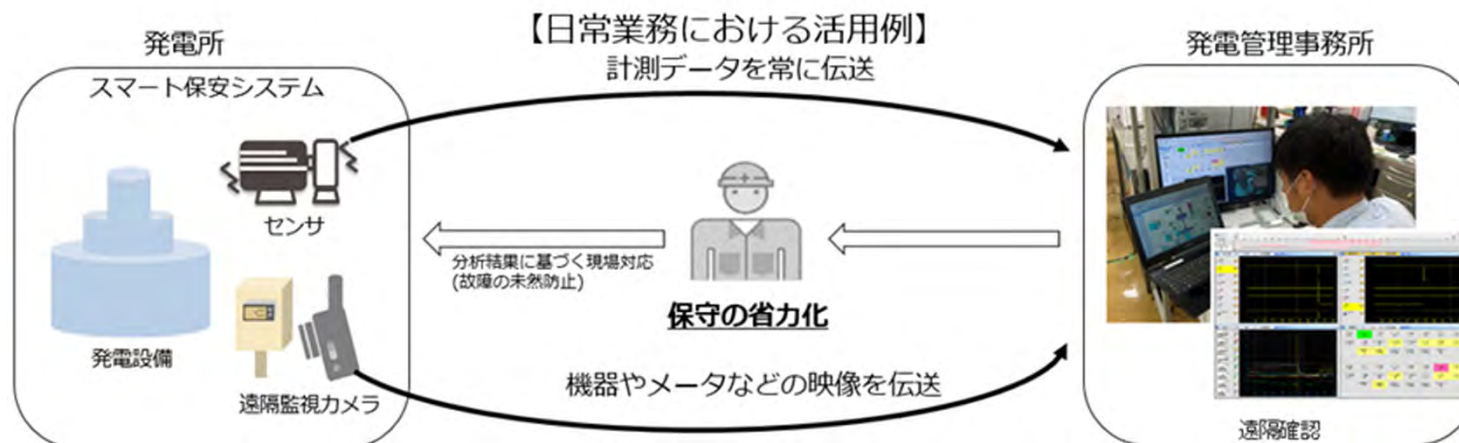 【日常業務における活用例】
発電所
計測データを常に伝送
発電管理事務所
スマート保安システム
センサ
分析結果に基づく現場対応
(故障の未然防止)
保守の省力化
発電設備
遠隔監視カメラ
機器やメータなどの映像を伝送
遠隔確認